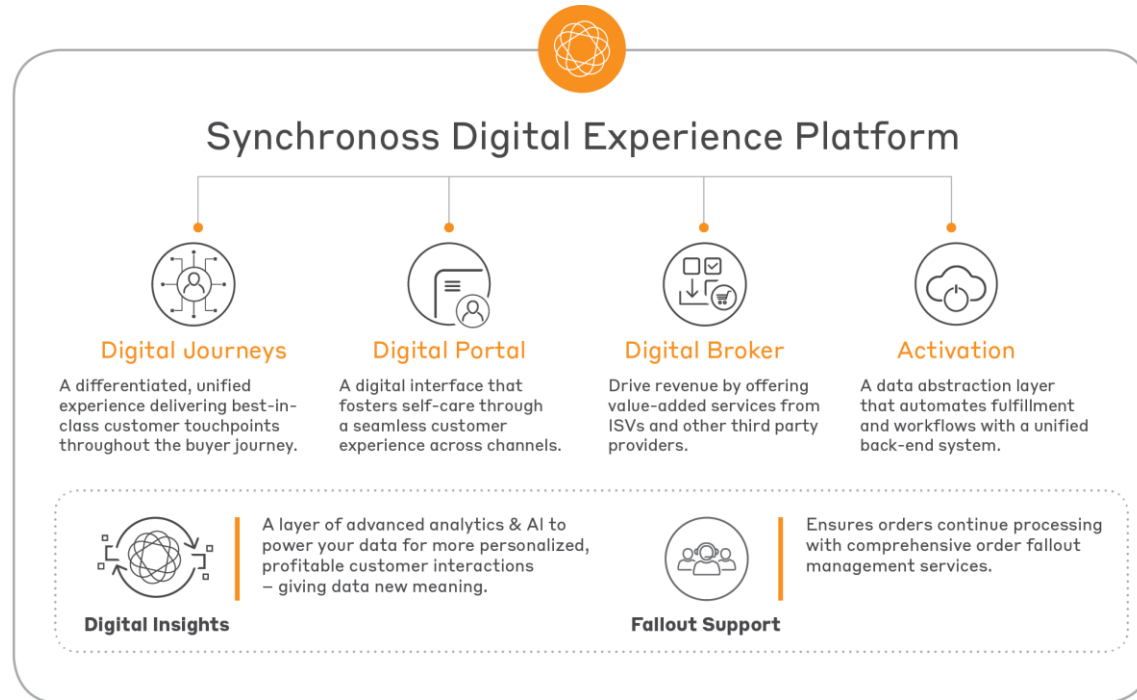 Synchronoss Digital Experience Platform
Digital Journeys
A differentiated, unified
experience delivering best-in-
class customer touchpoints
throughout the buyer journey.
Digital Portal
A digital interface that
fosters self-care through
a seamless customer
experience across channels.
Digital Broker
Drive revenue by offering
value-added services from
ISVs and other third party
providers.
Activation
A data abstraction layer
that automates fulfillment
and workflows with a unified
back-end system.
Digital Insights
A layer of advanced analytics & AI to
power your data for more personalized,
profitable customer interactions
– giving data new meaning.
Fallout Support
Ensures orders continue processing
with comprehensive order fallout
management services.